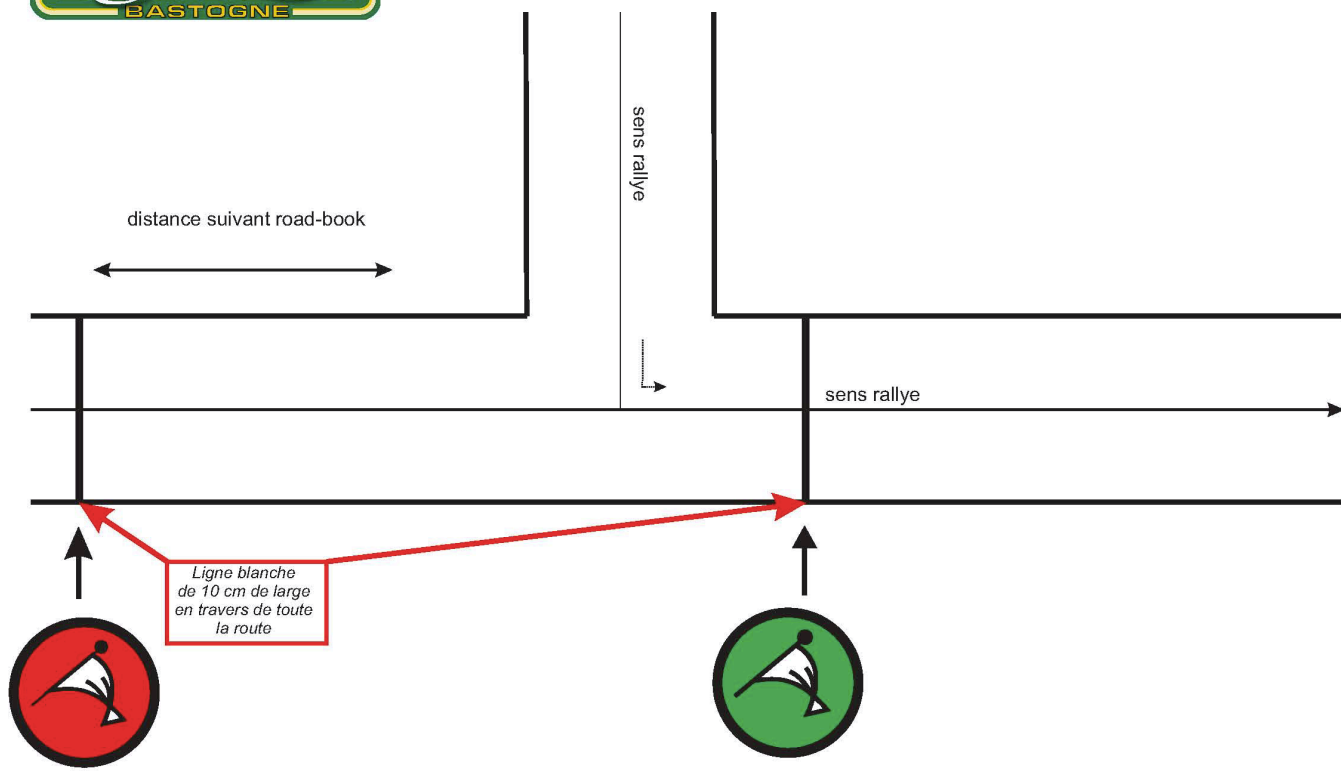 BASTOGNE
sens rallye
distance suivant road-book
sens rallye
Ligne blanche
de 10 cm de large
en travers de toute
la route